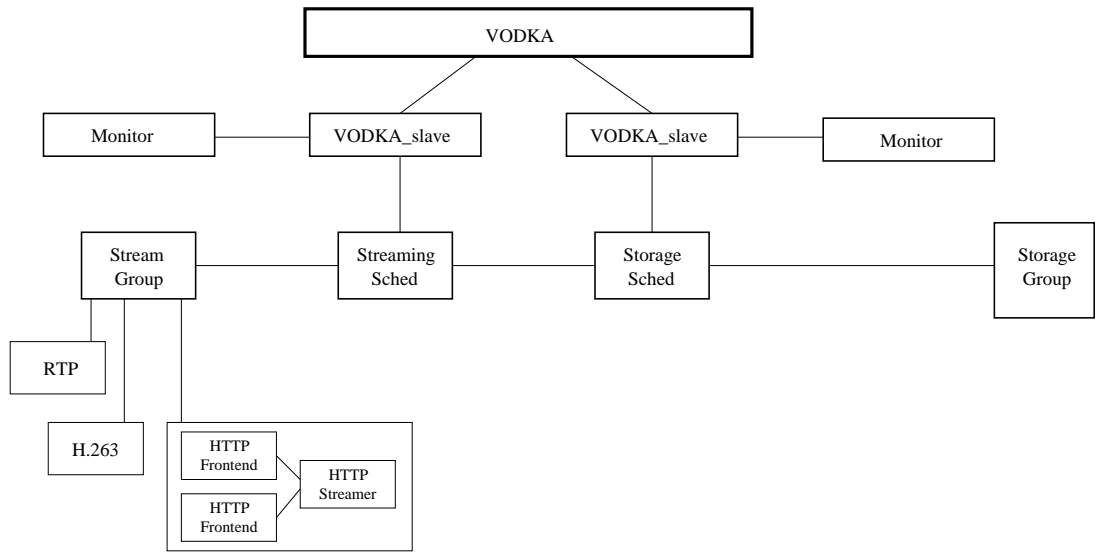 VODKA
Monitor
VODKA_slave
VODKA_slave
Monitor
Stream
Group
Streaming
Sched
Storage
Sched
Storage
Group
RTP
H.263
HTTP
Frontend
HTTP
Streamer
HTTP
Frontend